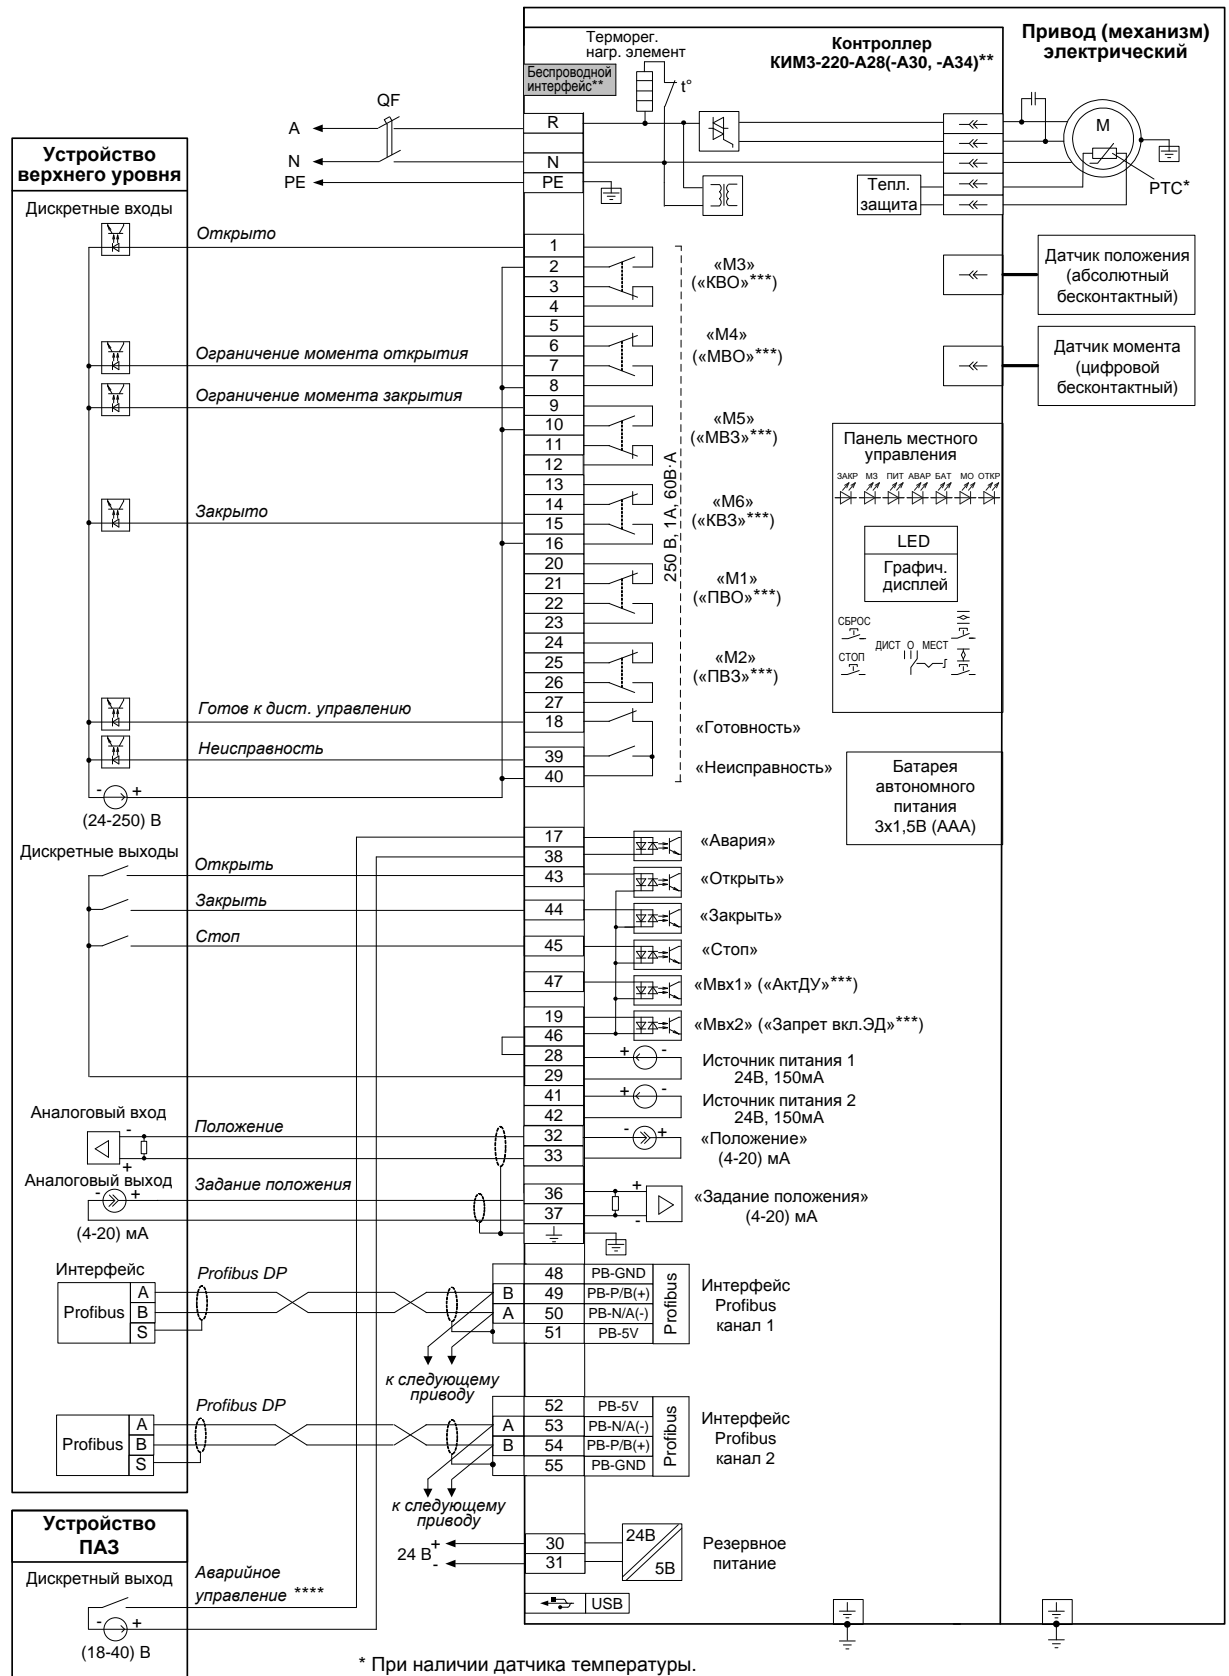 Привод (механизм)
электрический
Контроллер
КИМ3-220-А28(-А30, -А34)**
Терморег.
нагр. элемент
t°
Беспроводной
интерфейс**
QF
A
N
PE
R
N
PE
M
PTC*
Тепл.
защита
Устройство
верхнего уровня
Дискретные входы
Открыто
1
2
3
4
«М3»
(«КВО»***)
Датчик положения
(абсолютный
бесконтактный)
Ограничение момента открытия
5
6
7
8
«М4»
(«МВО»***)
Датчик момента
(цифровой
бесконтактный)
Ограничение момента закрытия
9
10
11
12
«М5»
(«МВЗ»***)
250 В, 1А, 60В·А
Закрыто
13
14
15
16
«М6»
(«КВЗ»***)
20
21
22
23
«М1»
(«ПВО»***)
24
25
26
27
«М2»
(«ПВЗ»***)
Панель местного
управления
ЗАКР МЗ ПИТ АВАР БАТ МО ОТКР
LED
Графич.
дисплей
СБРОС
СТОП
ДИСТ О МЕСТ
Готов к дист. управлению
18
«Готовность»
Неисправность
39
40
«Неисправность»
- +
(24-250) В
Батарея
автономного
питания
3х1,5В (ААА)
Дискретные выходы
17
38
«Авария»
Открыть
43
«Открыть»
Закрыть
44
«Закрыть»
Стоп
45
«Стоп»
47
«Мвх1» («АктДУ»***)
19
46
«Мвх2» («Запрет вкл.ЭД»***)
28
29
+ -
Источник питания 1
24В, 150мА
41
42
+ -
Источник питания 2
24В, 150мА
Аналоговый вход
-
+
Положение
32
33
- +
«Положение»
(4-20) мА
Аналоговый выход
- +
(4-20) мА
Задание положения
36
37
+
-
«Задание положения»
(4-20) мА
Интерфейс
Profibus
A
B
S
Profibus DP
B
A
48 PB-GND
49 PB-P/B(+)
50 PB-N/A(-)
51 PB-5V
Profibus
Интерфейс
Profibus
канал 1
к следующему
приводу
Profibus
A
B
S
Profibus DP
A
B
52 PB-5V
53 PB-N/A(-)
54 PB-P/B(+)
55 PB-GND
Profibus
Интерфейс
Profibus
канал 2
к следующему
приводу
24 В
+
-
30
31
24В
5В
Резервное
питание
USB
Устройство
ПАЗ
Дискретный выход
- +
(18-40) В
Аварийное
управление ****
* При наличии датчика температуры.